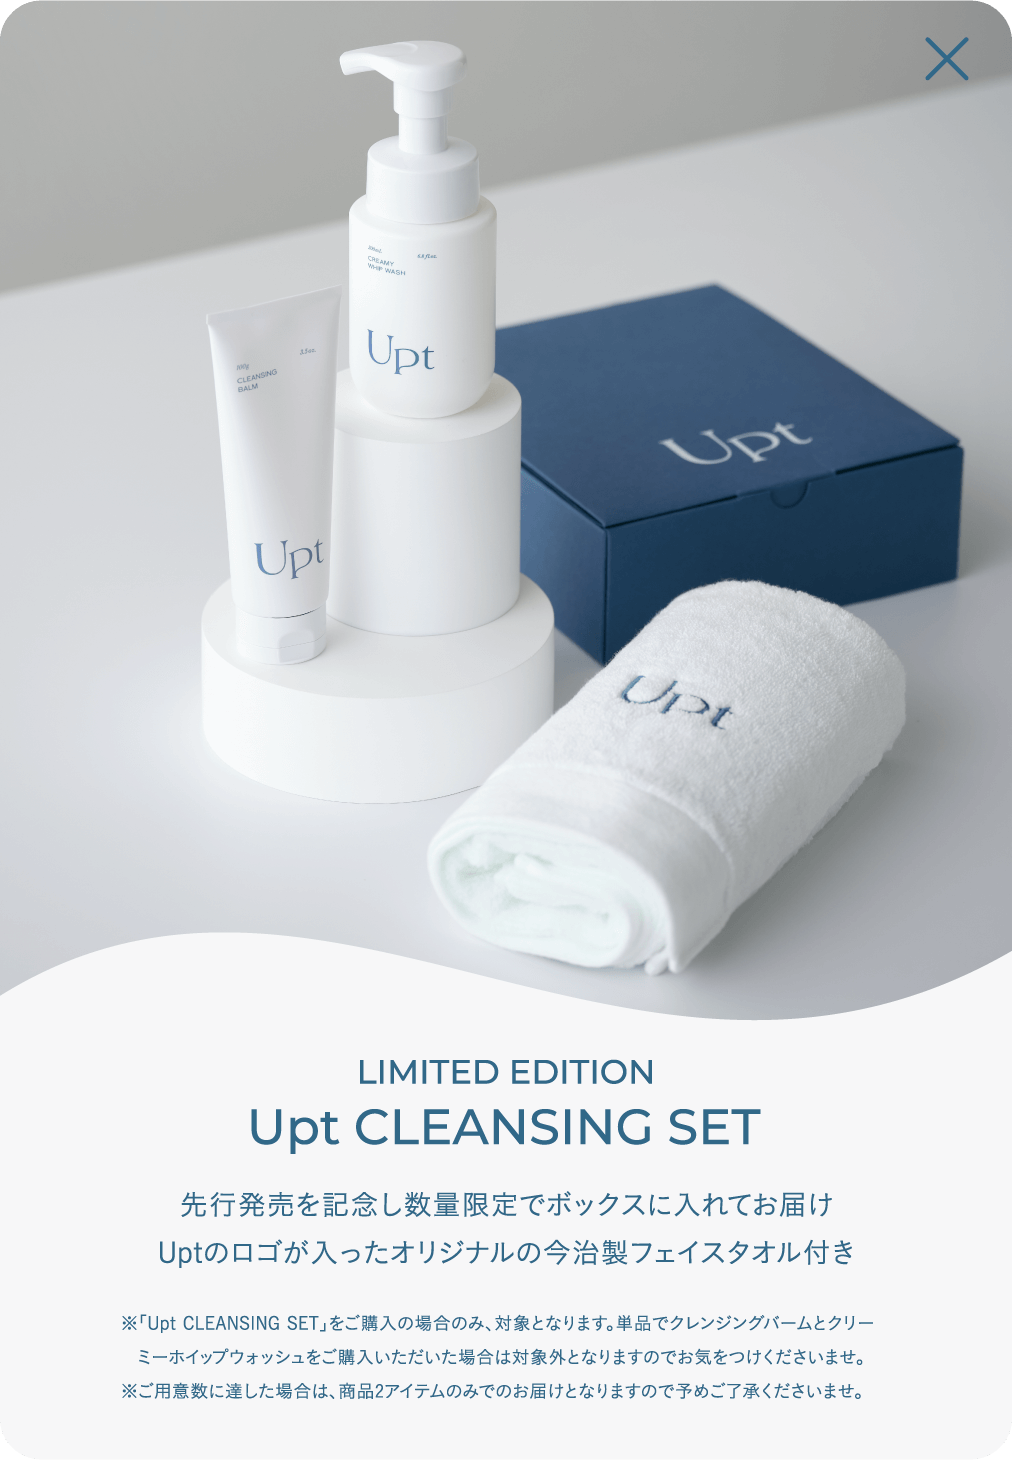 200mL 6.8fl.oz.
CREAMY
WHIP WASH
Upt
100g 3.5oz.
CLEANSING
BALM
Upt
Upt
Upt
LIMITED EDITION
Upt CLEANSING SET
先行発売を記念し数量限定でボックスに入れてお届け
Uptのロゴが入ったオリジナルの今治製フェイスタオル付き
※「Upt CLEANSING SET」をご購入の場合のみ、対象となります。単品でクレンジングバームとクリー
ミーホイップウォッシュをご購入いただいた場合は対象外となりますのでお気をつけくださいませ。
※ご用意数に達した場合は、商品2アイテムのみでのお届けとなりますので予めご了承くださいませ。